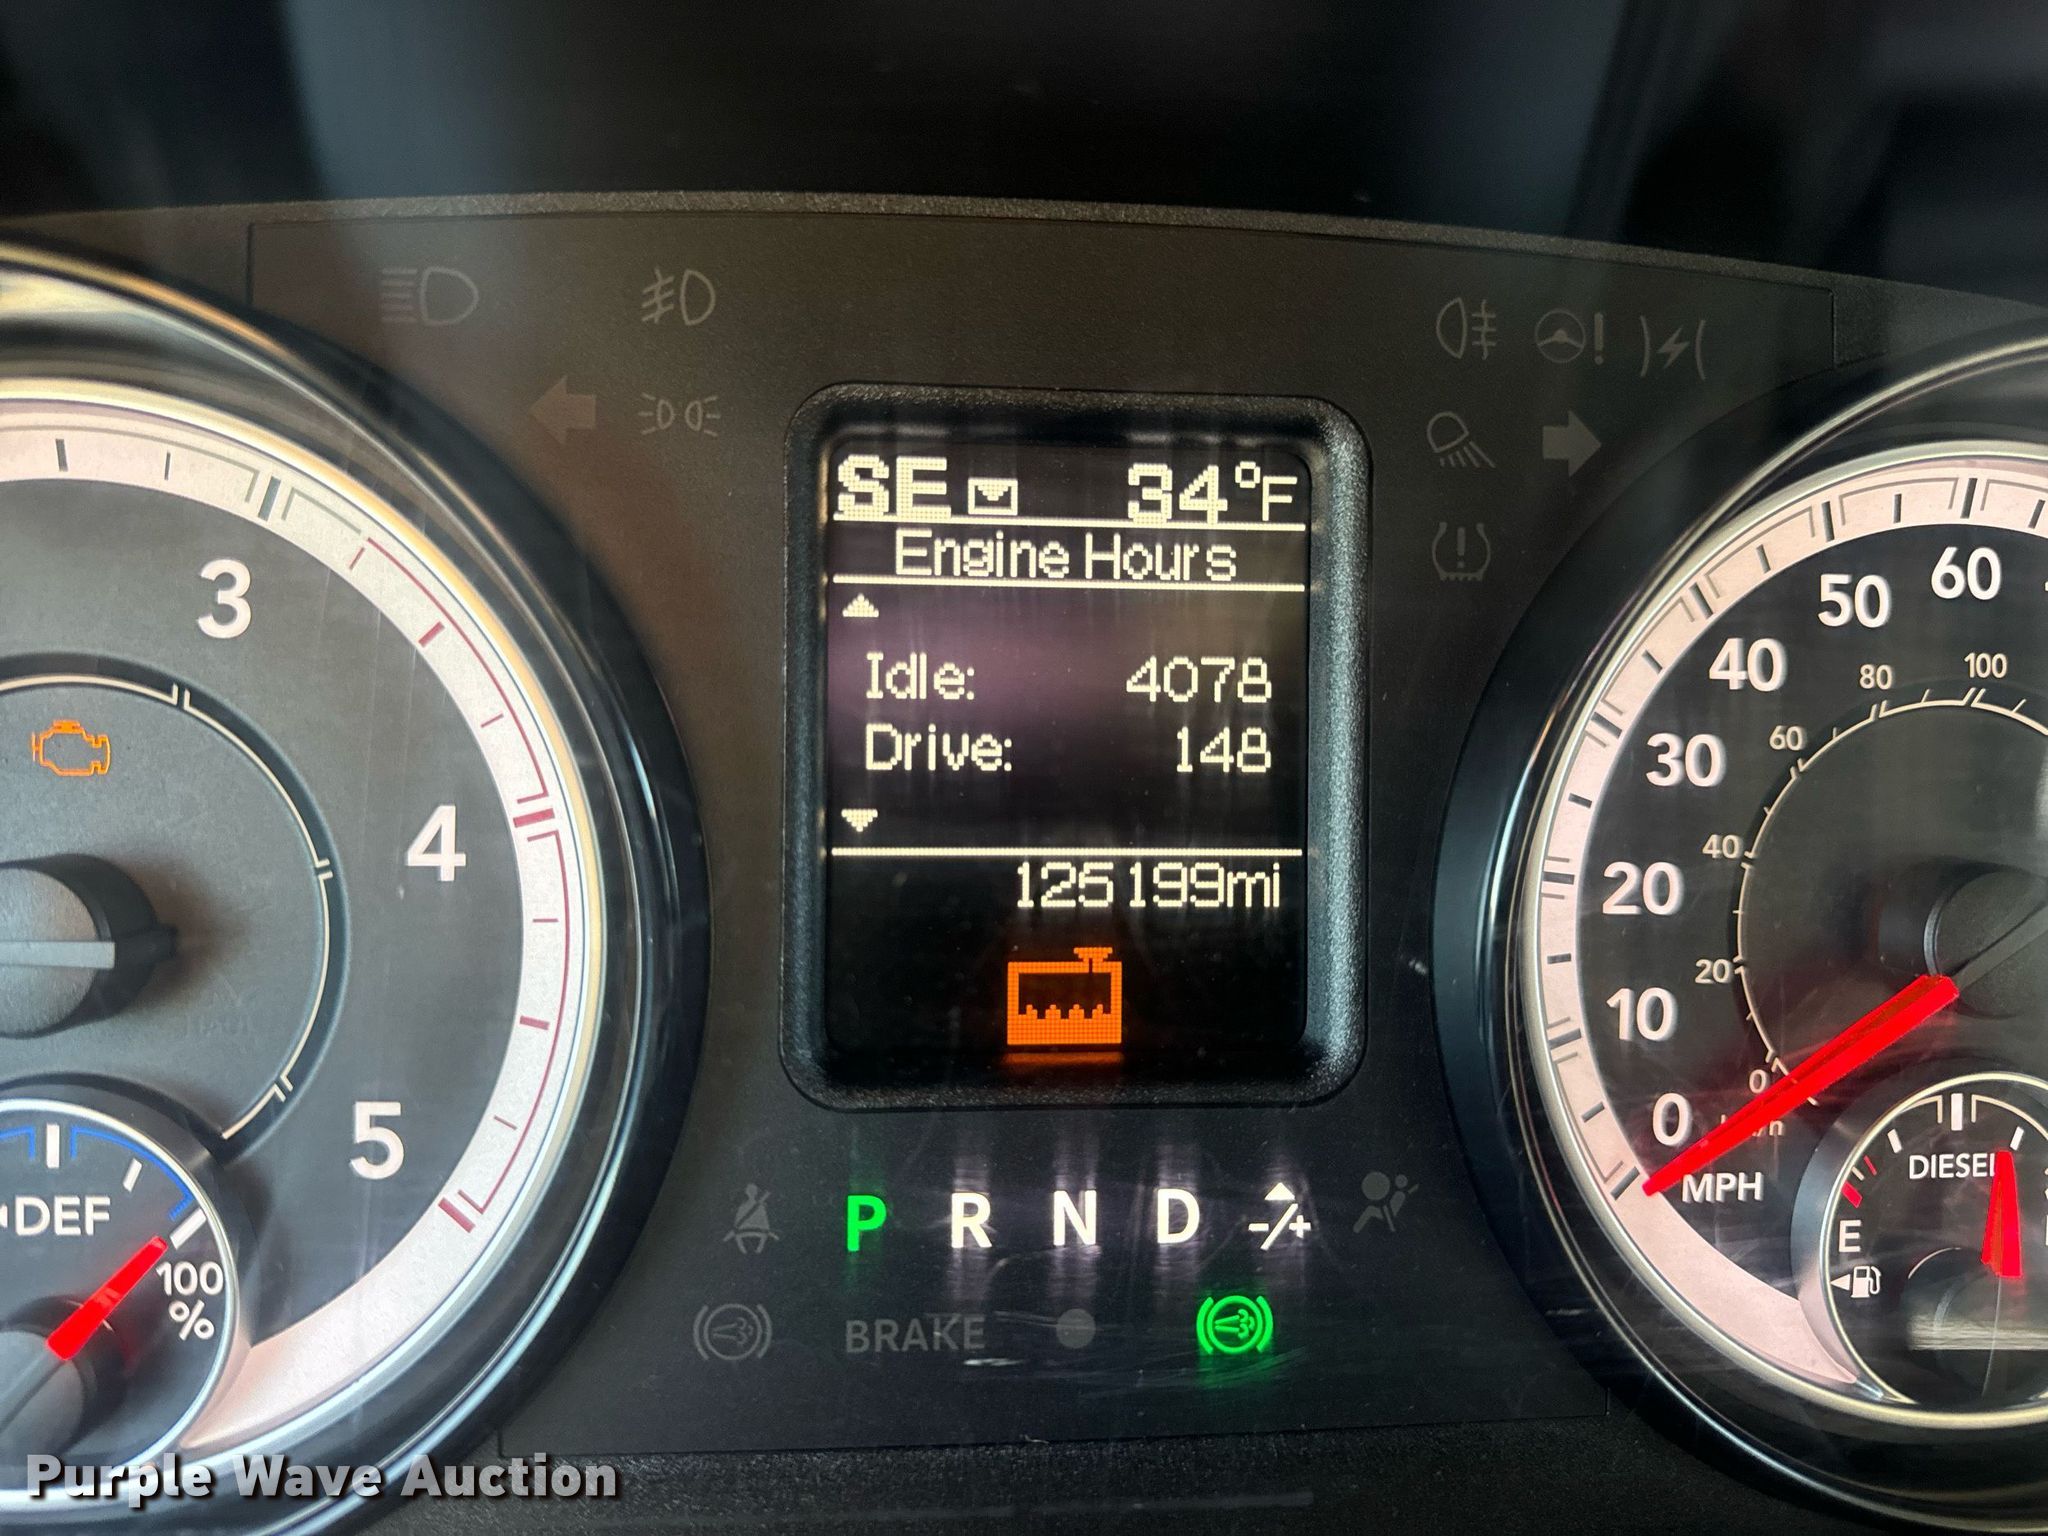 SE 34°F
Engine Hours
Idle: 4078
Drive: 148
125199mi
P R N D -/+
BRAKE
3
4
5
DEF
100
%
0
10
20
30
40
50
60
MPH
0
20
40
60
80
100
DIESEL
E
Purple Wave Auction